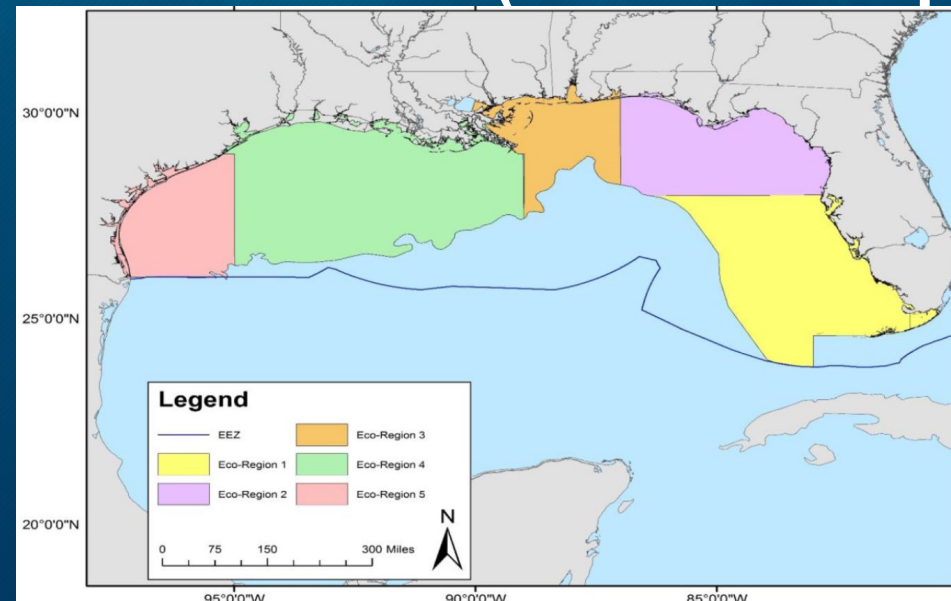 30°0'0"N
25°0'0"N
20°0'0"N
Legend
EEZ
Eco-Region 1
Eco-Region 2
Eco-Region 3
Eco-Region 4
Eco-Region 5
0 75 150 300 Miles
N
95°0'0"W 90°0'0"W 85°0'0"W